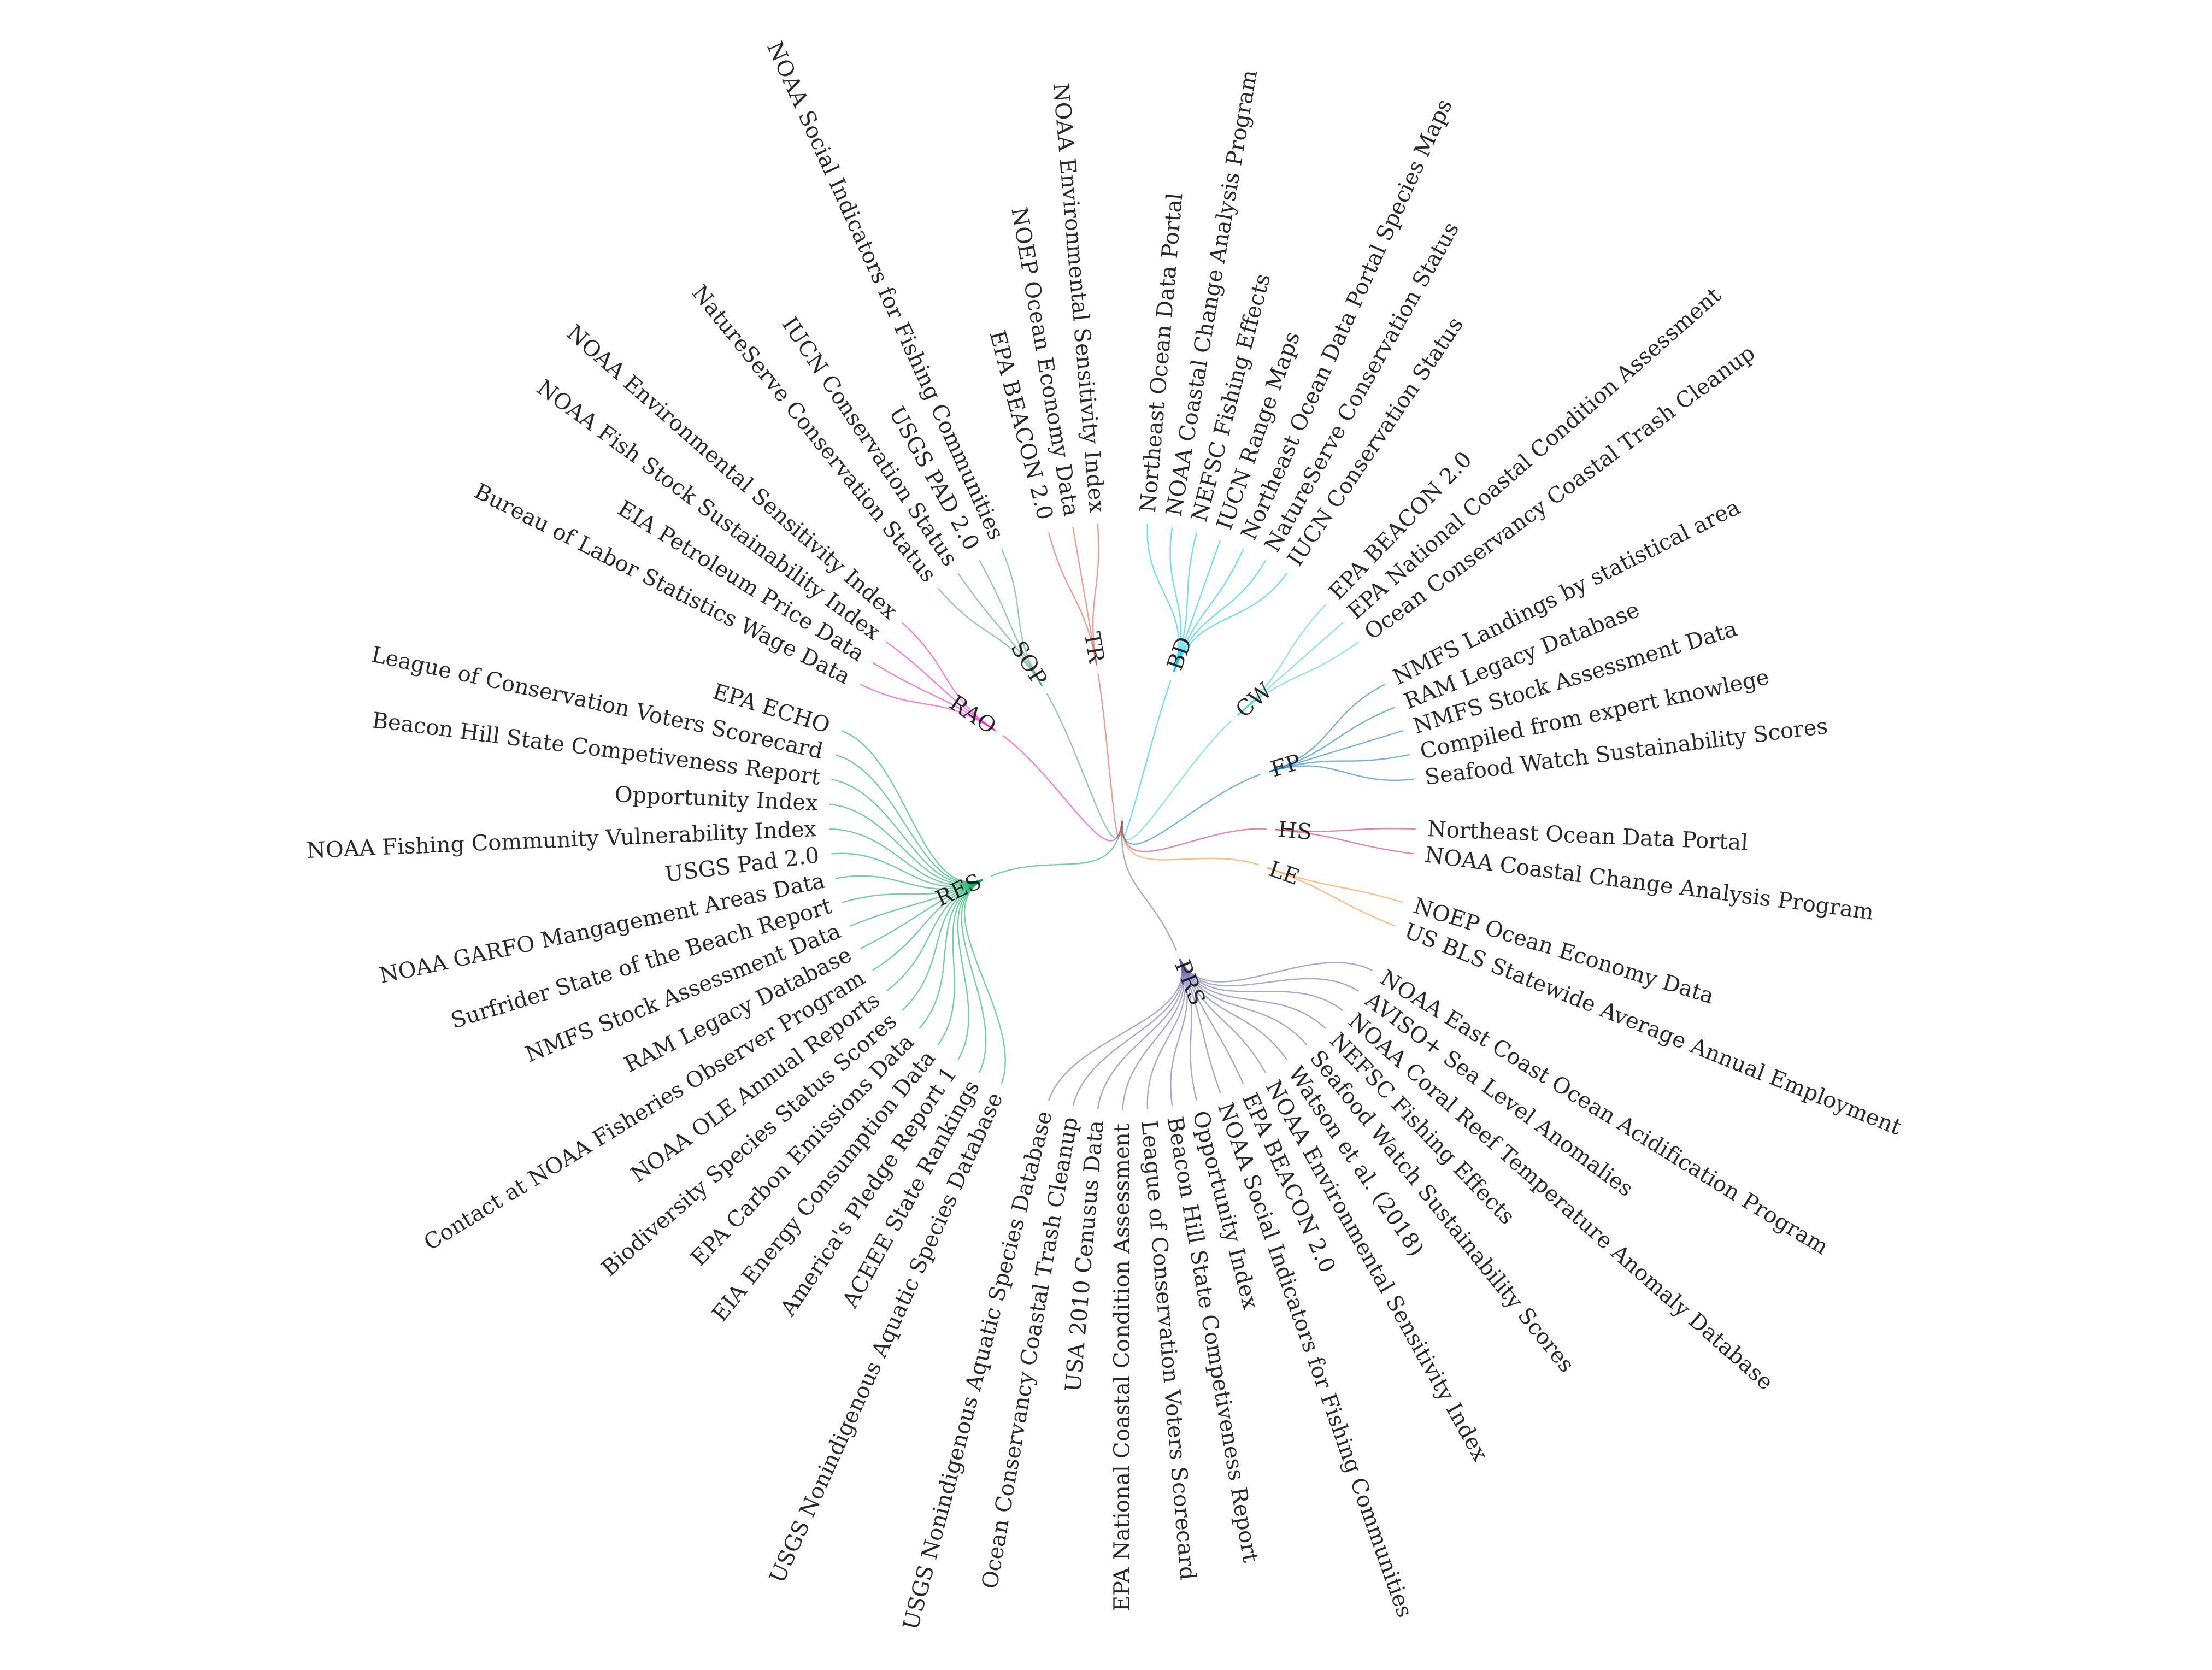 BD
Northeast Ocean Data Portal
NOAA Coastal Change Analysis Program
NEFSC Fishing Effects
IUCN Range Maps
Northeast Ocean Data Portal Species Maps
NatureServe Conservation Status
IUCN Conservation Status
CW
EPA BEACON 2.0
EPA National Coastal Condition Assessment
Ocean Conservancy Coastal Trash Cleanup
FP
NMFS Landings by statistical area
RAM Legacy Database
NMFS Stock Assessment Data
Compiled from expert knowlege
Seafood Watch Sustainability Scores
HS
Northeast Ocean Data Portal
NOAA Coastal Change Analysis Program
LE
NOEP Ocean Economy Data
US BLS Statewide Average Annual Employment
PRS
NOAA East Coast Ocean Acidification Program
AVISO+ Sea Level Anomalies
NOAA Coral Reef Temperature Anomaly Database
NEFSC Fishing Effects
Seafood Watch Sustainability Scores
Watson et al. (2018)
NOAA Environmental Sensitivity Index
EPA BEACON 2.0
NOAA Social Indicators for Fishing Communities
Opportunity Index
Beacon Hill State Competiveness Report
League of Conservation Voters Scorecard
EPA National Coastal Condition Assessment
USA 2010 Cenusus Data
Ocean Conservancy Coastal Trash Cleanup
USGS Nonindigenous Aquatic Species Database
RES
USGS Nonindigenous Aquatic Species Database
ACEEE State Rankings
America's Pledge Report 1
EIA Energy Consumption Data
EPA Carbon Emissions Data
Biodiversity Species Status Scores
NOAA OLE Annual Reports
Contact at NOAA Fisheries Observer Program
RAM Legacy Database
NMFS Stock Assessment Data
Surfrider State of the Beach Report
NOAA GARFO Mangagement Areas Data
USGS Pad 2.0
NOAA Fishing Community Vulnerability Index
Opportunity Index
Beacon Hill State Competiveness Report
League of Conservation Voters Scorecard
EPA ECHO
RAO
Bureau of Labor Statistics Wage Data
EIA Petroleum Price Data
NOAA Fish Stock Sustainability Index
NOAA Environmental Sensitivity Index
SOP
NatureServe Conservation Status
IUCN Conservation Status
USGS PAD 2.0
NOAA Social Indicators for Fishing Communities
TR
EPA BEACON 2.0
NOEP Ocean Economy Data
NOAA Environmental Sensitivity Index